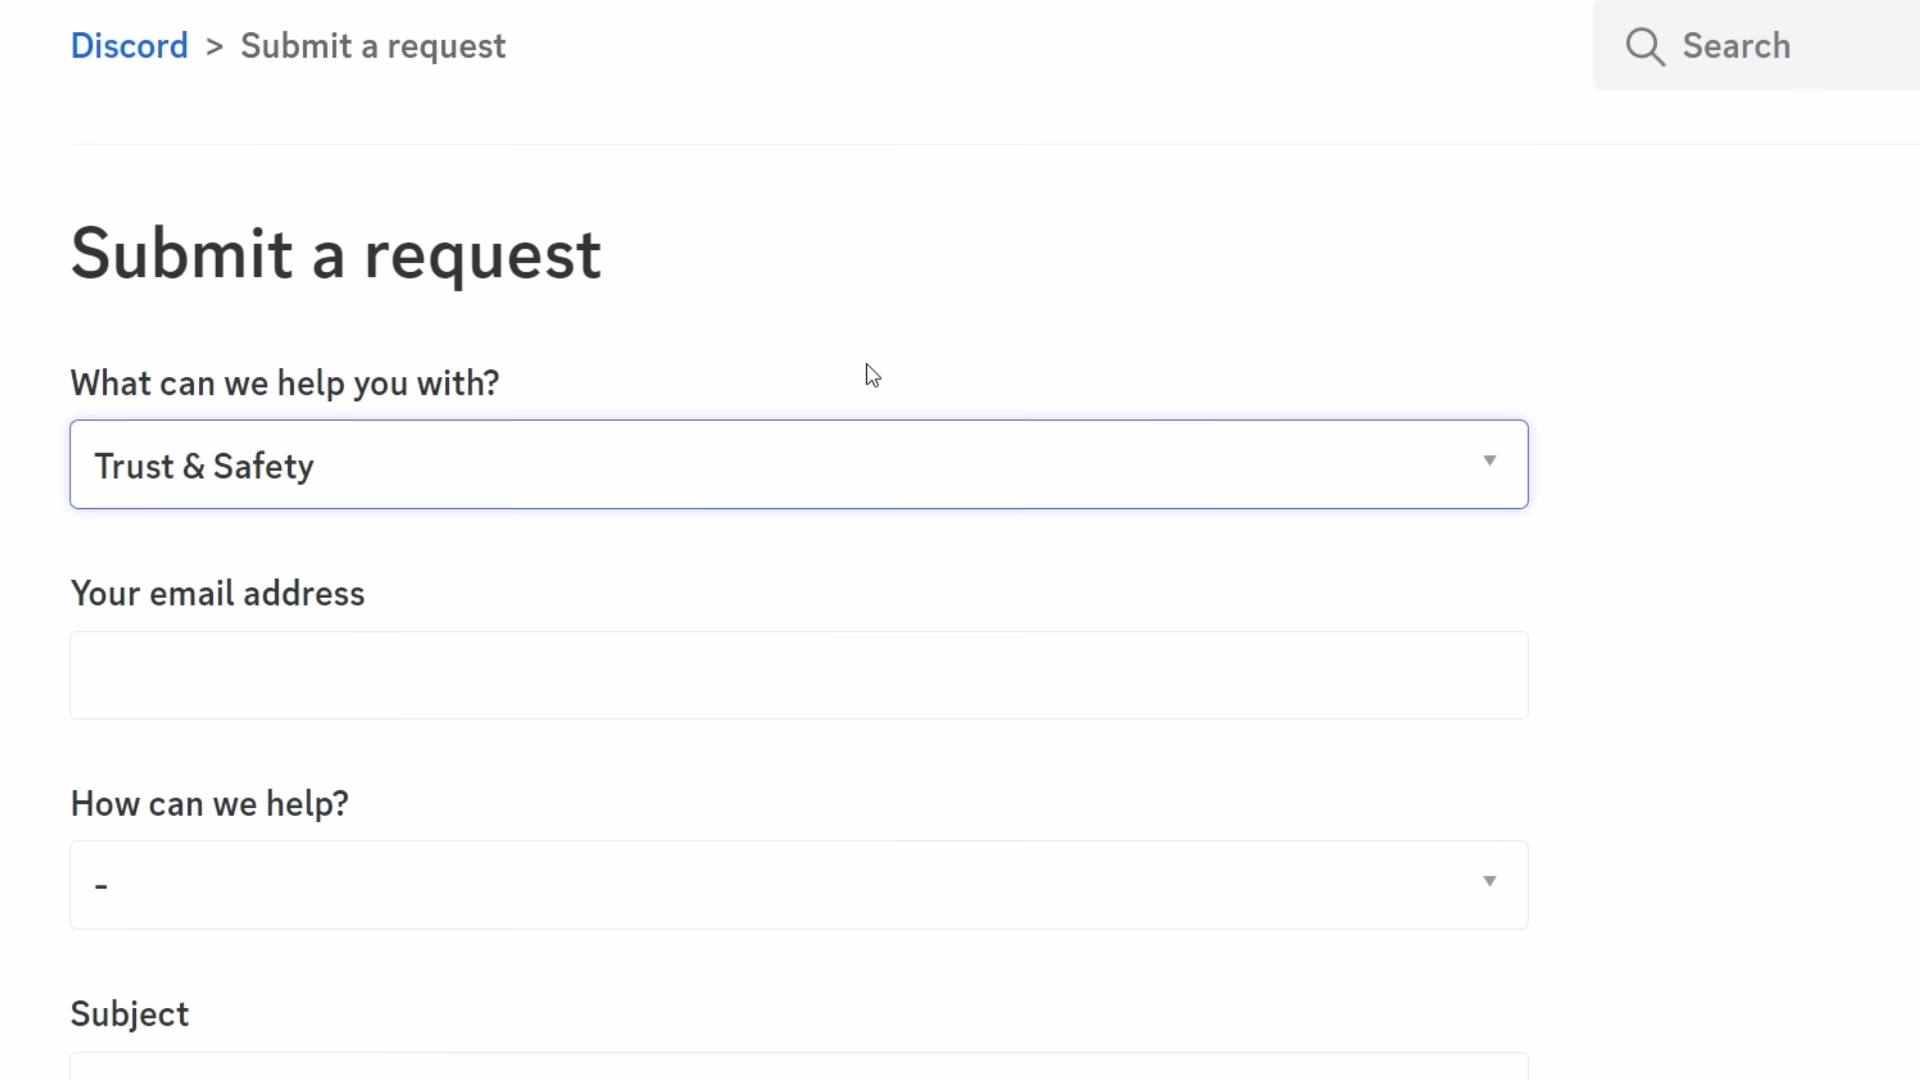 Discord > Submit a request
Search
Submit a request
What can we help you with?
Trust & Safety
Your email address
How can we help?
-
Subject